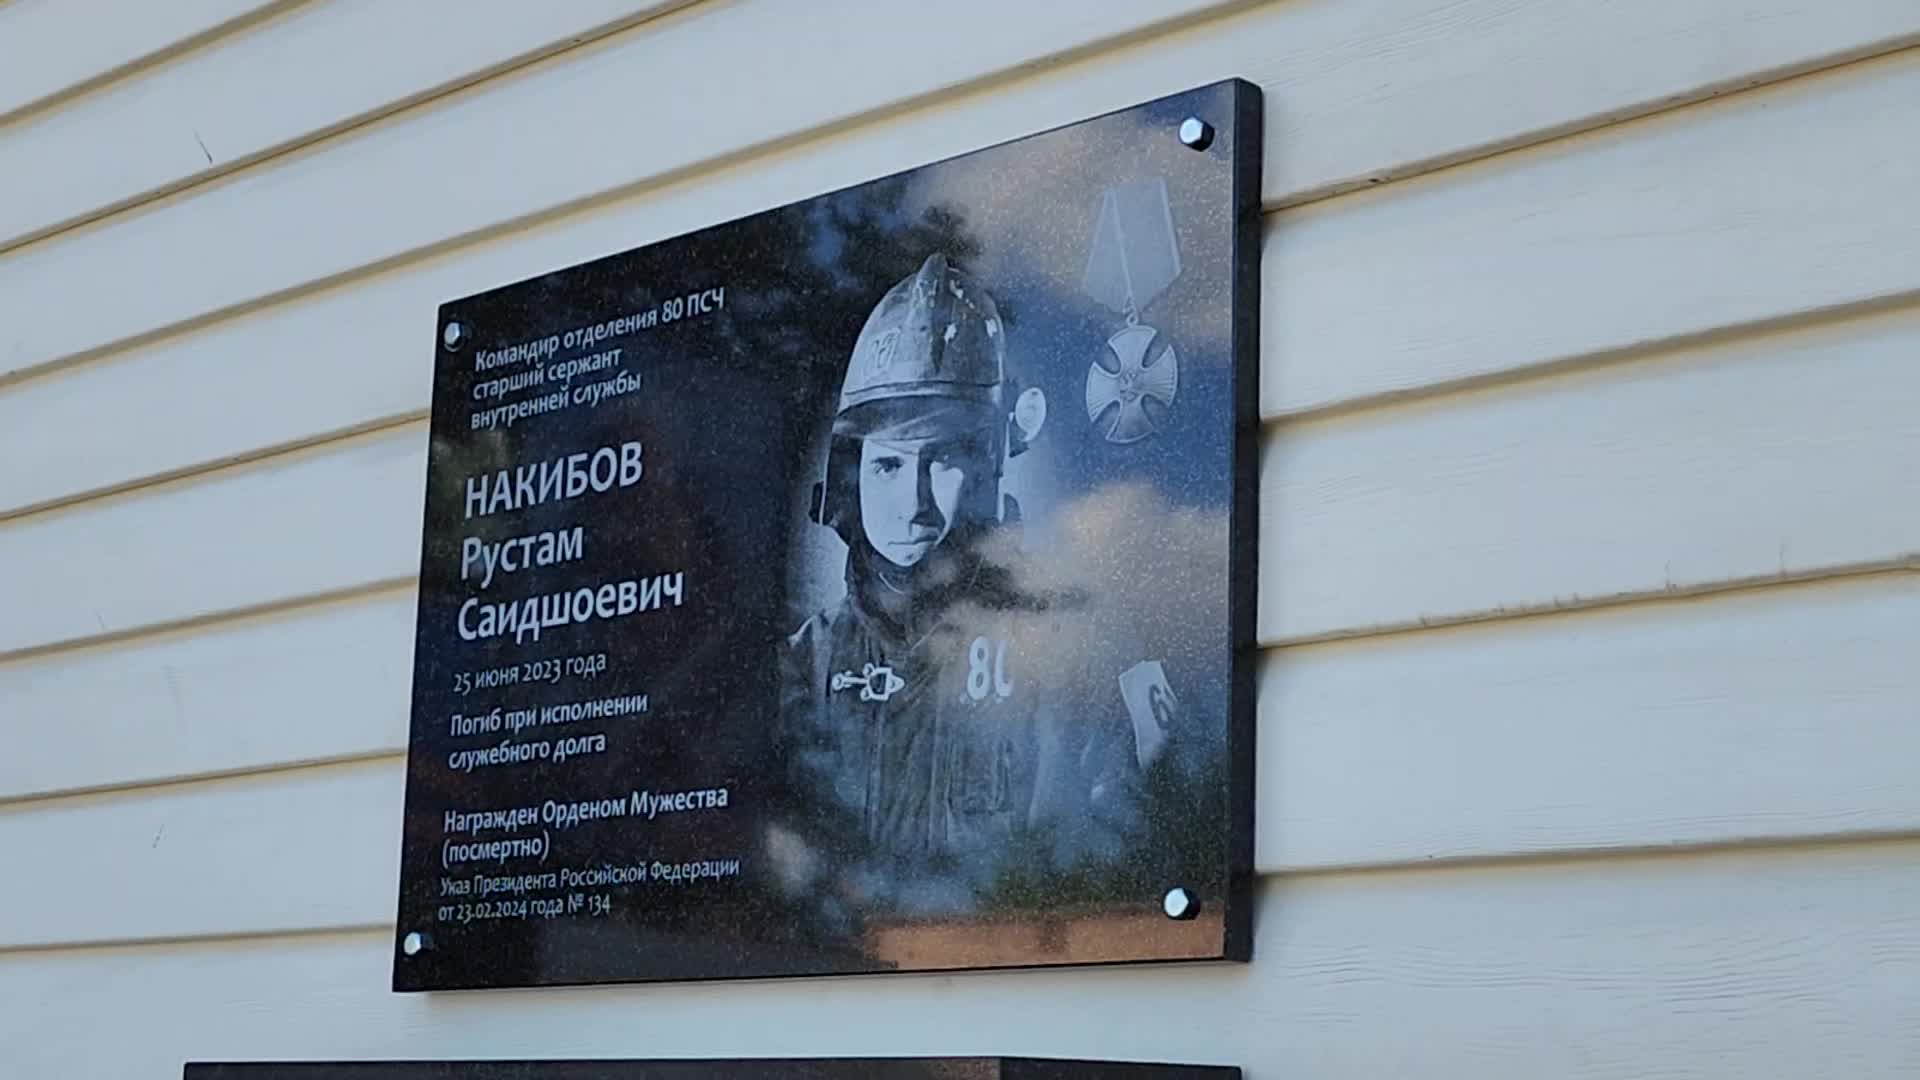 Командир отделения 80 ПСЧ
старший сержант
внутренней службы
НАКИБОВ
Рустам
Саидшоевич
25 июня 2023 года
Погиб при исполнении
служебного долга
Награжден Орденом Мужества
(посмертно)
Указ Президента Российской Федерации
от 23.02.2024 года № 134
80